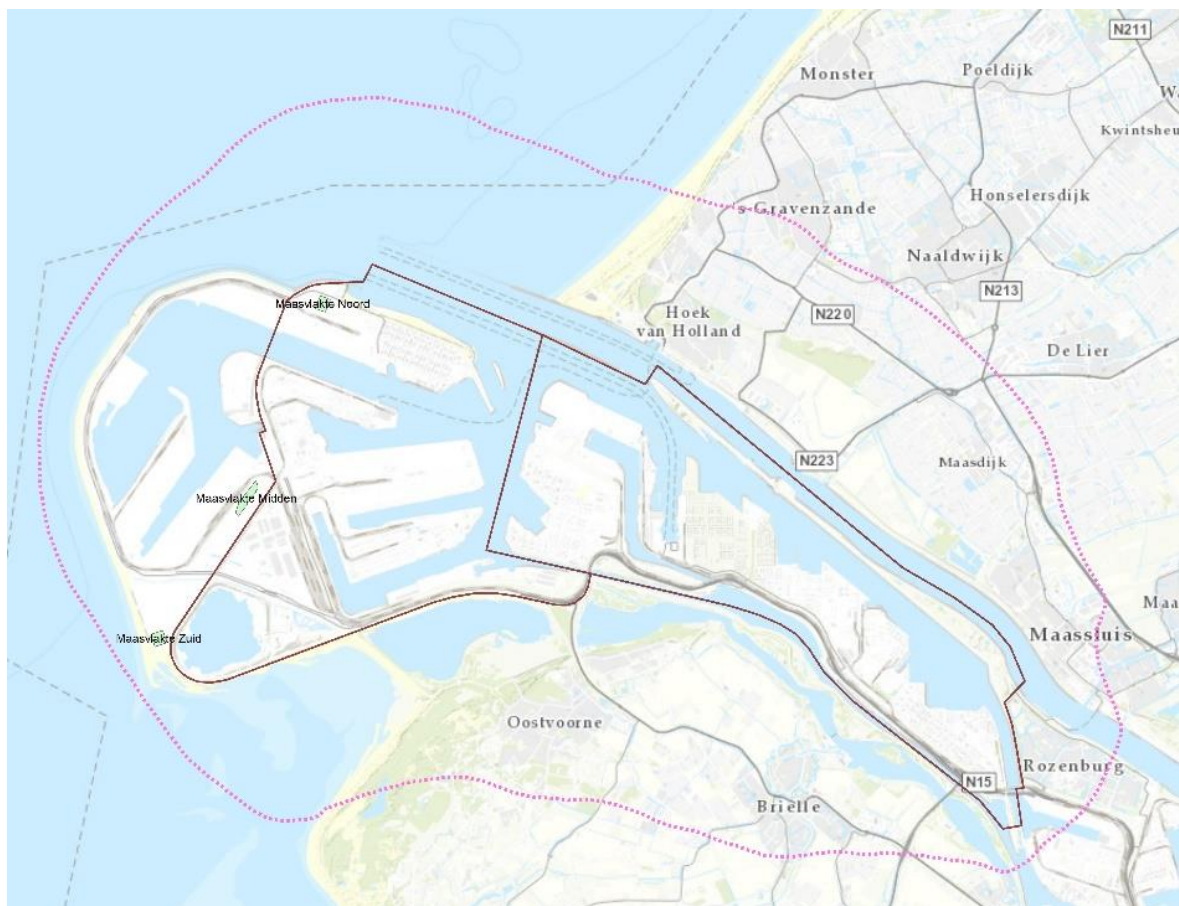 N211
Monster
Poeldijk
Kwintsheu
's-Gravenzande
Honselersdijk
Naaldwijk
N213
Maasvlakte Noord
Hoek
van Holland
N220
De Lier
N223
Maasdijk
Maasvlakte Midden
Maasvlakte Zuid
Maassluis
Maa
Oostvoorne
Rozenburg
N15
Brielle